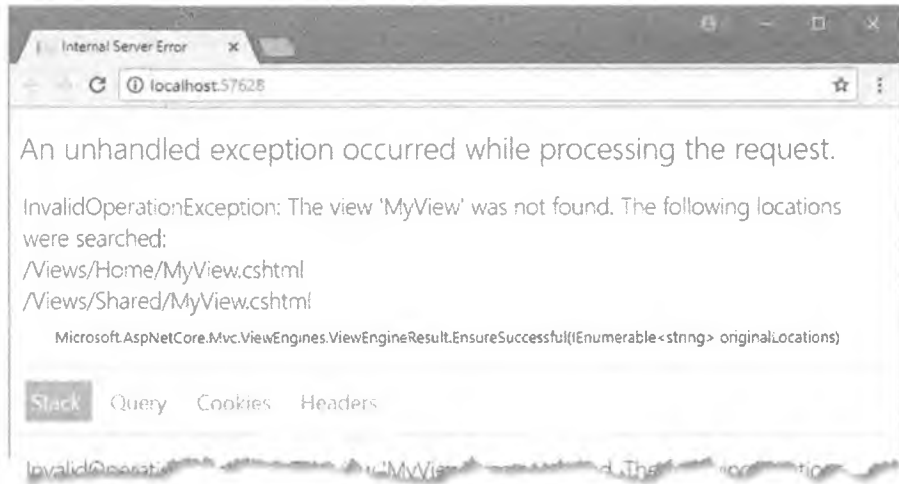 Internal Server Error
localhost:57628
An unhandled exception occurred while processing the request.
InvalidOperationException: The view 'MyView' was not found. The following locations
were searched:
/Views/Home/MyView.cshtml
/Views/Shared/MyView.cshtml
Microsoft.AspNetCore.Mvc.ViewEngines.ViewEngineResult.EnsureSuccessful(IEnumerable<string> originalLocations)
Stack Query Cookies Headers